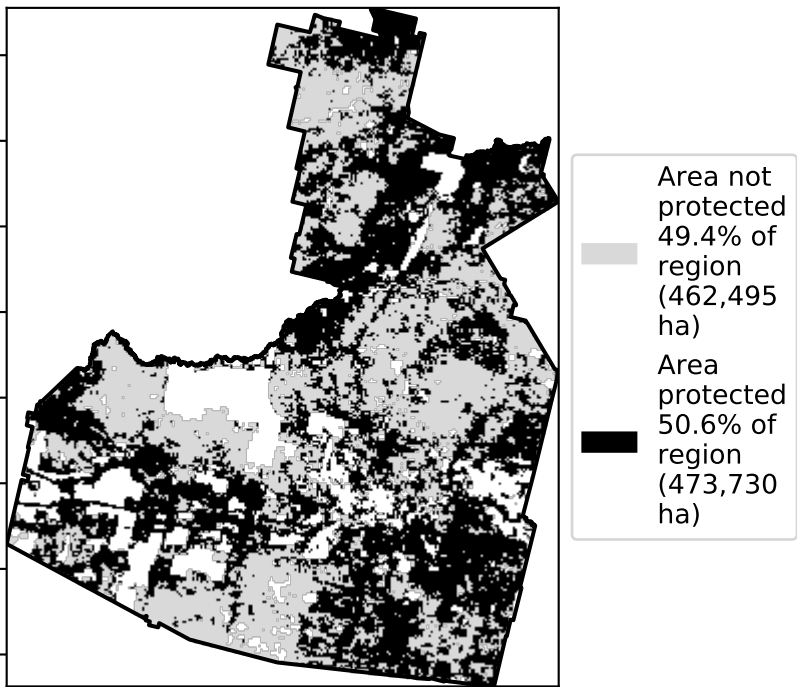 Area not
protected
49.4% of
region
(462,495
ha)
Area
protected
50.6% of
region
(473,730
ha)